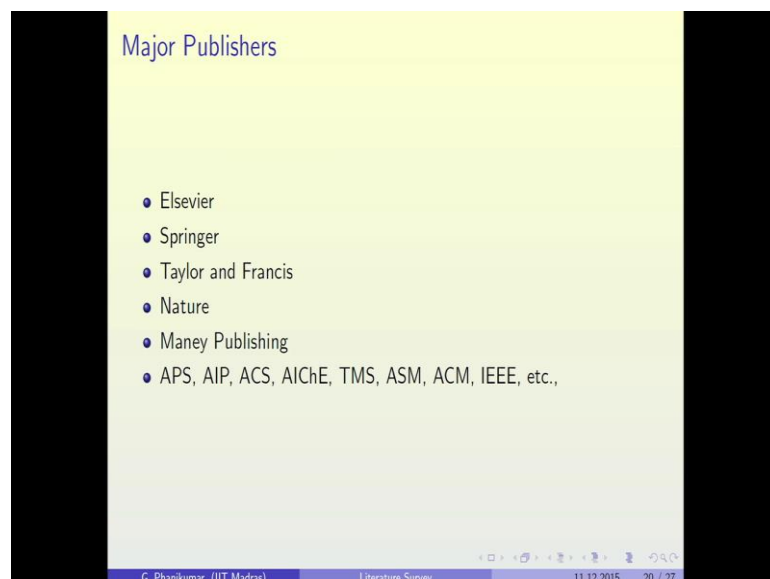 Major Publishers
Elsevier
Springer
Taylor and Francis
Nature
Maney Publishing
APS, AIP, ACS, AIChE, TMS, ASM, ACM, IEEE, etc.,
G. Phanikumar (IIT Madras) Literature Survey 11.12.2015 20 / 27